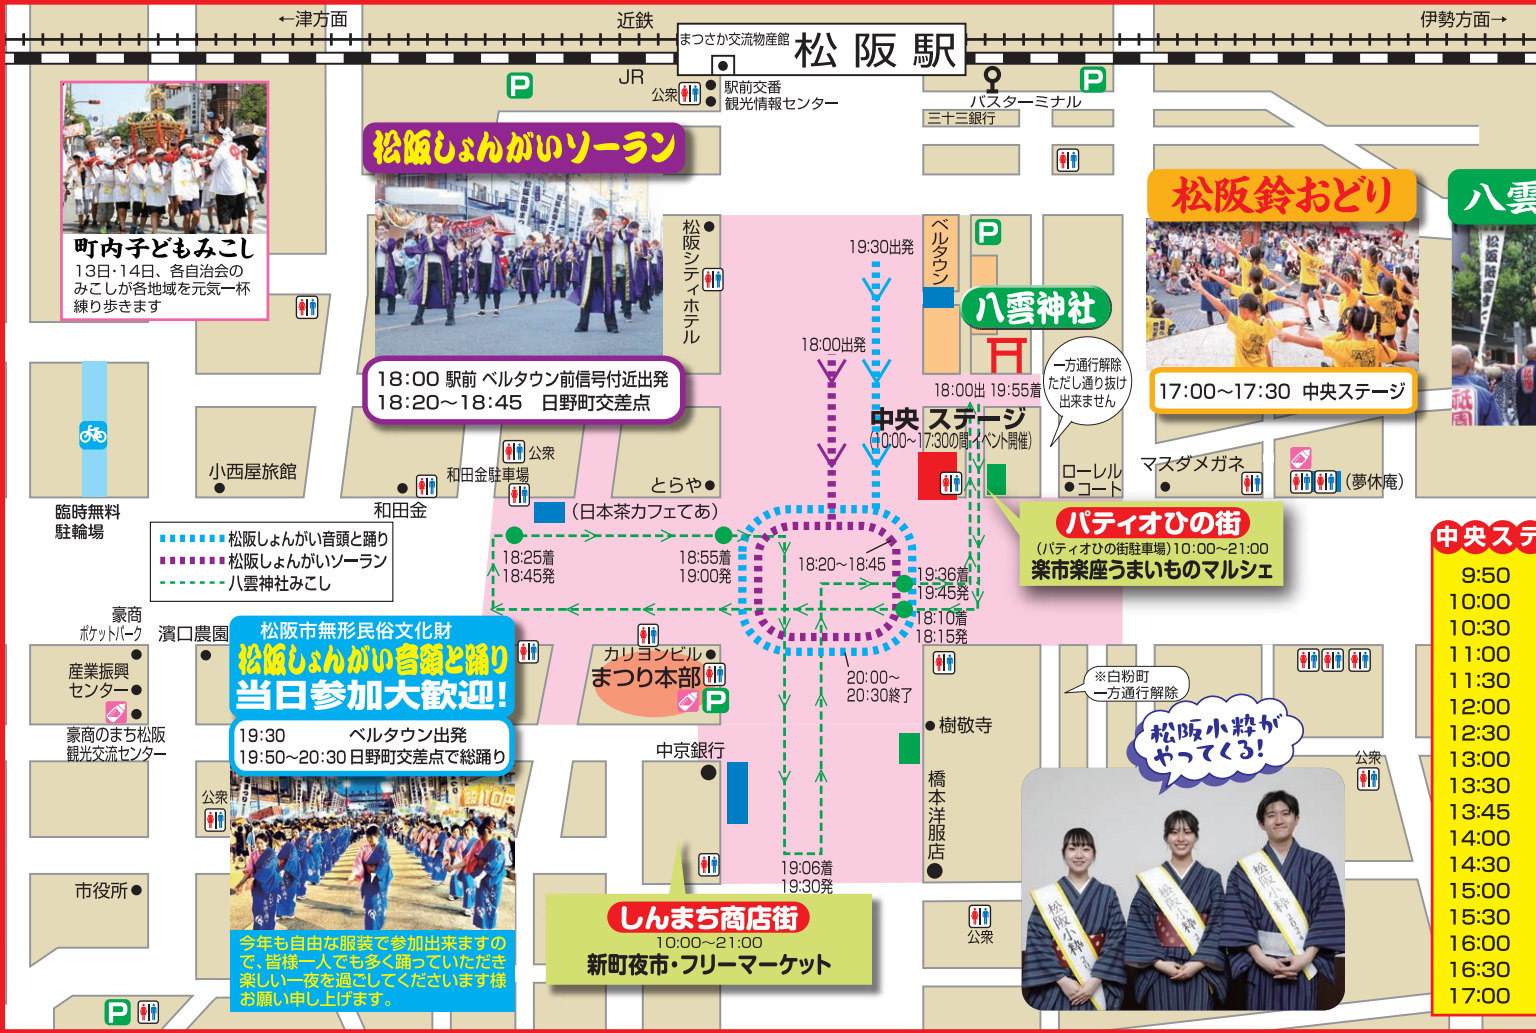 ←津方面
近鉄
伊勢方面→
まつさか交流物産館
松阪駅
JR
公衆
駅前交番
観光情報センター
P
P
バスターミナル
三十三銀行
町内子どもみこし
13日・14日、各自治会の
みこしが各地域を元気一杯
練り歩きます
松阪しょんがいソーラン
18:00 駅前 ベルタウン前信号付近出発
18:20〜18:45 日野町交差点
松阪シティホテル
19:30出発
18:00出発
ベルタウン
P
八雲神社
一方通行解除
ただし通り抜け
出来ません
18:00出 19:55着
中央 ステージ
(10:00〜17:30の間 イベント開催)
松阪鈴おどり
17:00〜17:30 中央ステージ
八雲
祇園
小西屋旅館
臨時無料
駐輪場
公衆
和田金駐車場
和田金
とらや
(日本茶カフェてあ)
ローレル
コート
マスダメガネ
(夢休庵)
松阪しょんがい音頭と踊り
松阪しょんがいソーラン
八雲神社みこし
18:25着
18:45発
18:55着
19:00発
18:20〜18:45
19:36着
19:45発
18:10着
18:15発
20:00〜
20:30終了
パティオひの街
(パティオひの街駐車場)10:00〜21:00
楽市楽座うまいものマルシェ
豪商
ポケットパーク
濱口農園
産業振興
センター
豪商のまち松阪
観光交流センター
公衆
市役所
P
松阪市無形民俗文化財
松阪しょんがい音頭と踊り
当日参加大歓迎!
19:30 ベルタウン出発
19:50〜20:30 日野町交差点で総踊り
今年も自由な服装で参加出来ますの
で、皆様一人でも多く踊っていただき
楽しい一夜を過ごしてくださいます様
お願い申し上げます。
カリヨンビル
まつり本部
P
中京銀行
19:06着
19:30発
しんまち商店街
10:00〜21:00
新町夜市・フリーマーケット
樹敬寺
橋本洋服店
公衆
※白粉町
一方通行解除
松阪小粋が
やってくる!
松阪小粋
松阪小粋
松阪小粋
公衆
中央ステ
9:50
10:00
10:30
11:00
11:30
12:00
12:30
13:00
13:30
13:45
14:00
14:30
15:00
15:30
16:00
16:30
17:00